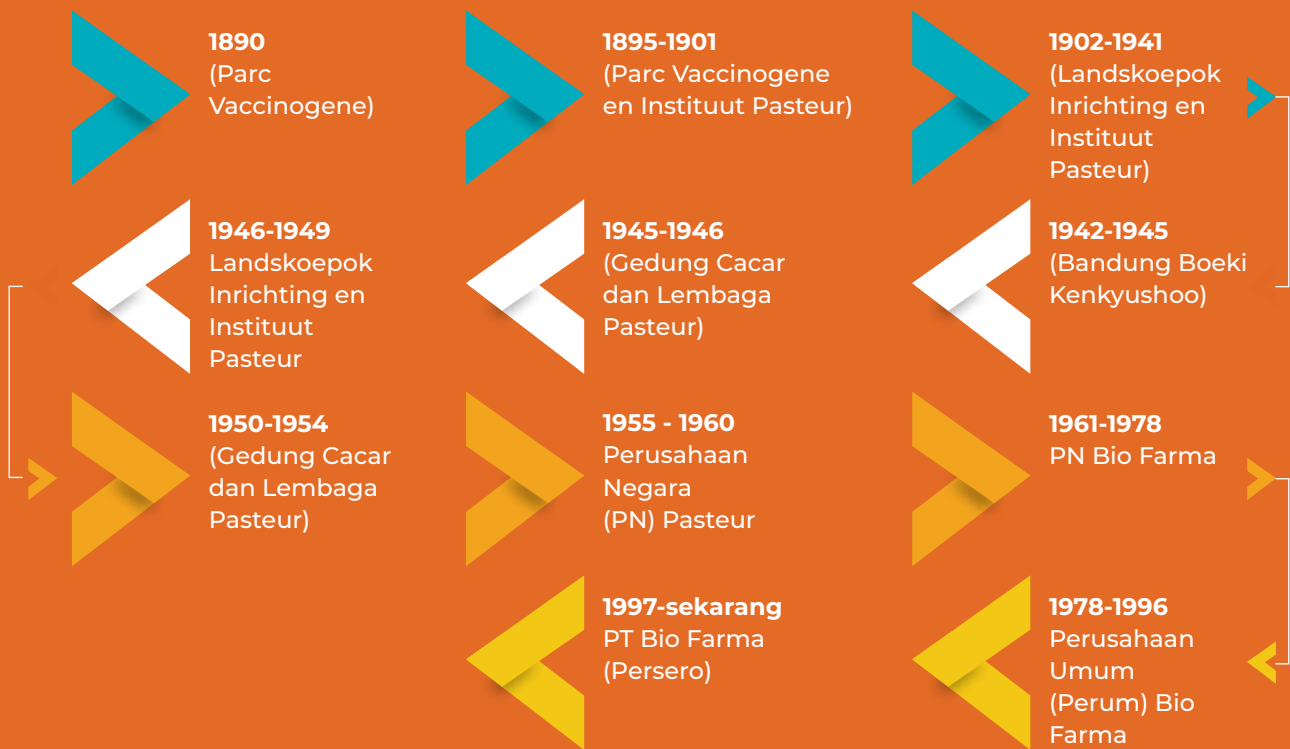 1890
(Parc
Vaccinogene)
1895-1901
(Parc Vaccinogene
en Instituut Pasteur)
1902-1941
(Landskoepok
Inrichting en
Instituut
Pasteur)
1942-1945
(Bandung Boeki
Kenkyushoo)
1945-1946
(Gedung Cacar
dan Lembaga
Pasteur)
1946-1949
Landskoepok
Inrichting en
Instituut
Pasteur
1950-1954
(Gedung Cacar
dan Lembaga
Pasteur)
1955 - 1960
Perusahaan
Negara
(PN) Pasteur
1961-1978
PN Bio Farma
1978-1996
Perusahaan
Umum
(Perum) Bio
Farma
1997-sekarang
PT Bio Farma
(Persero)